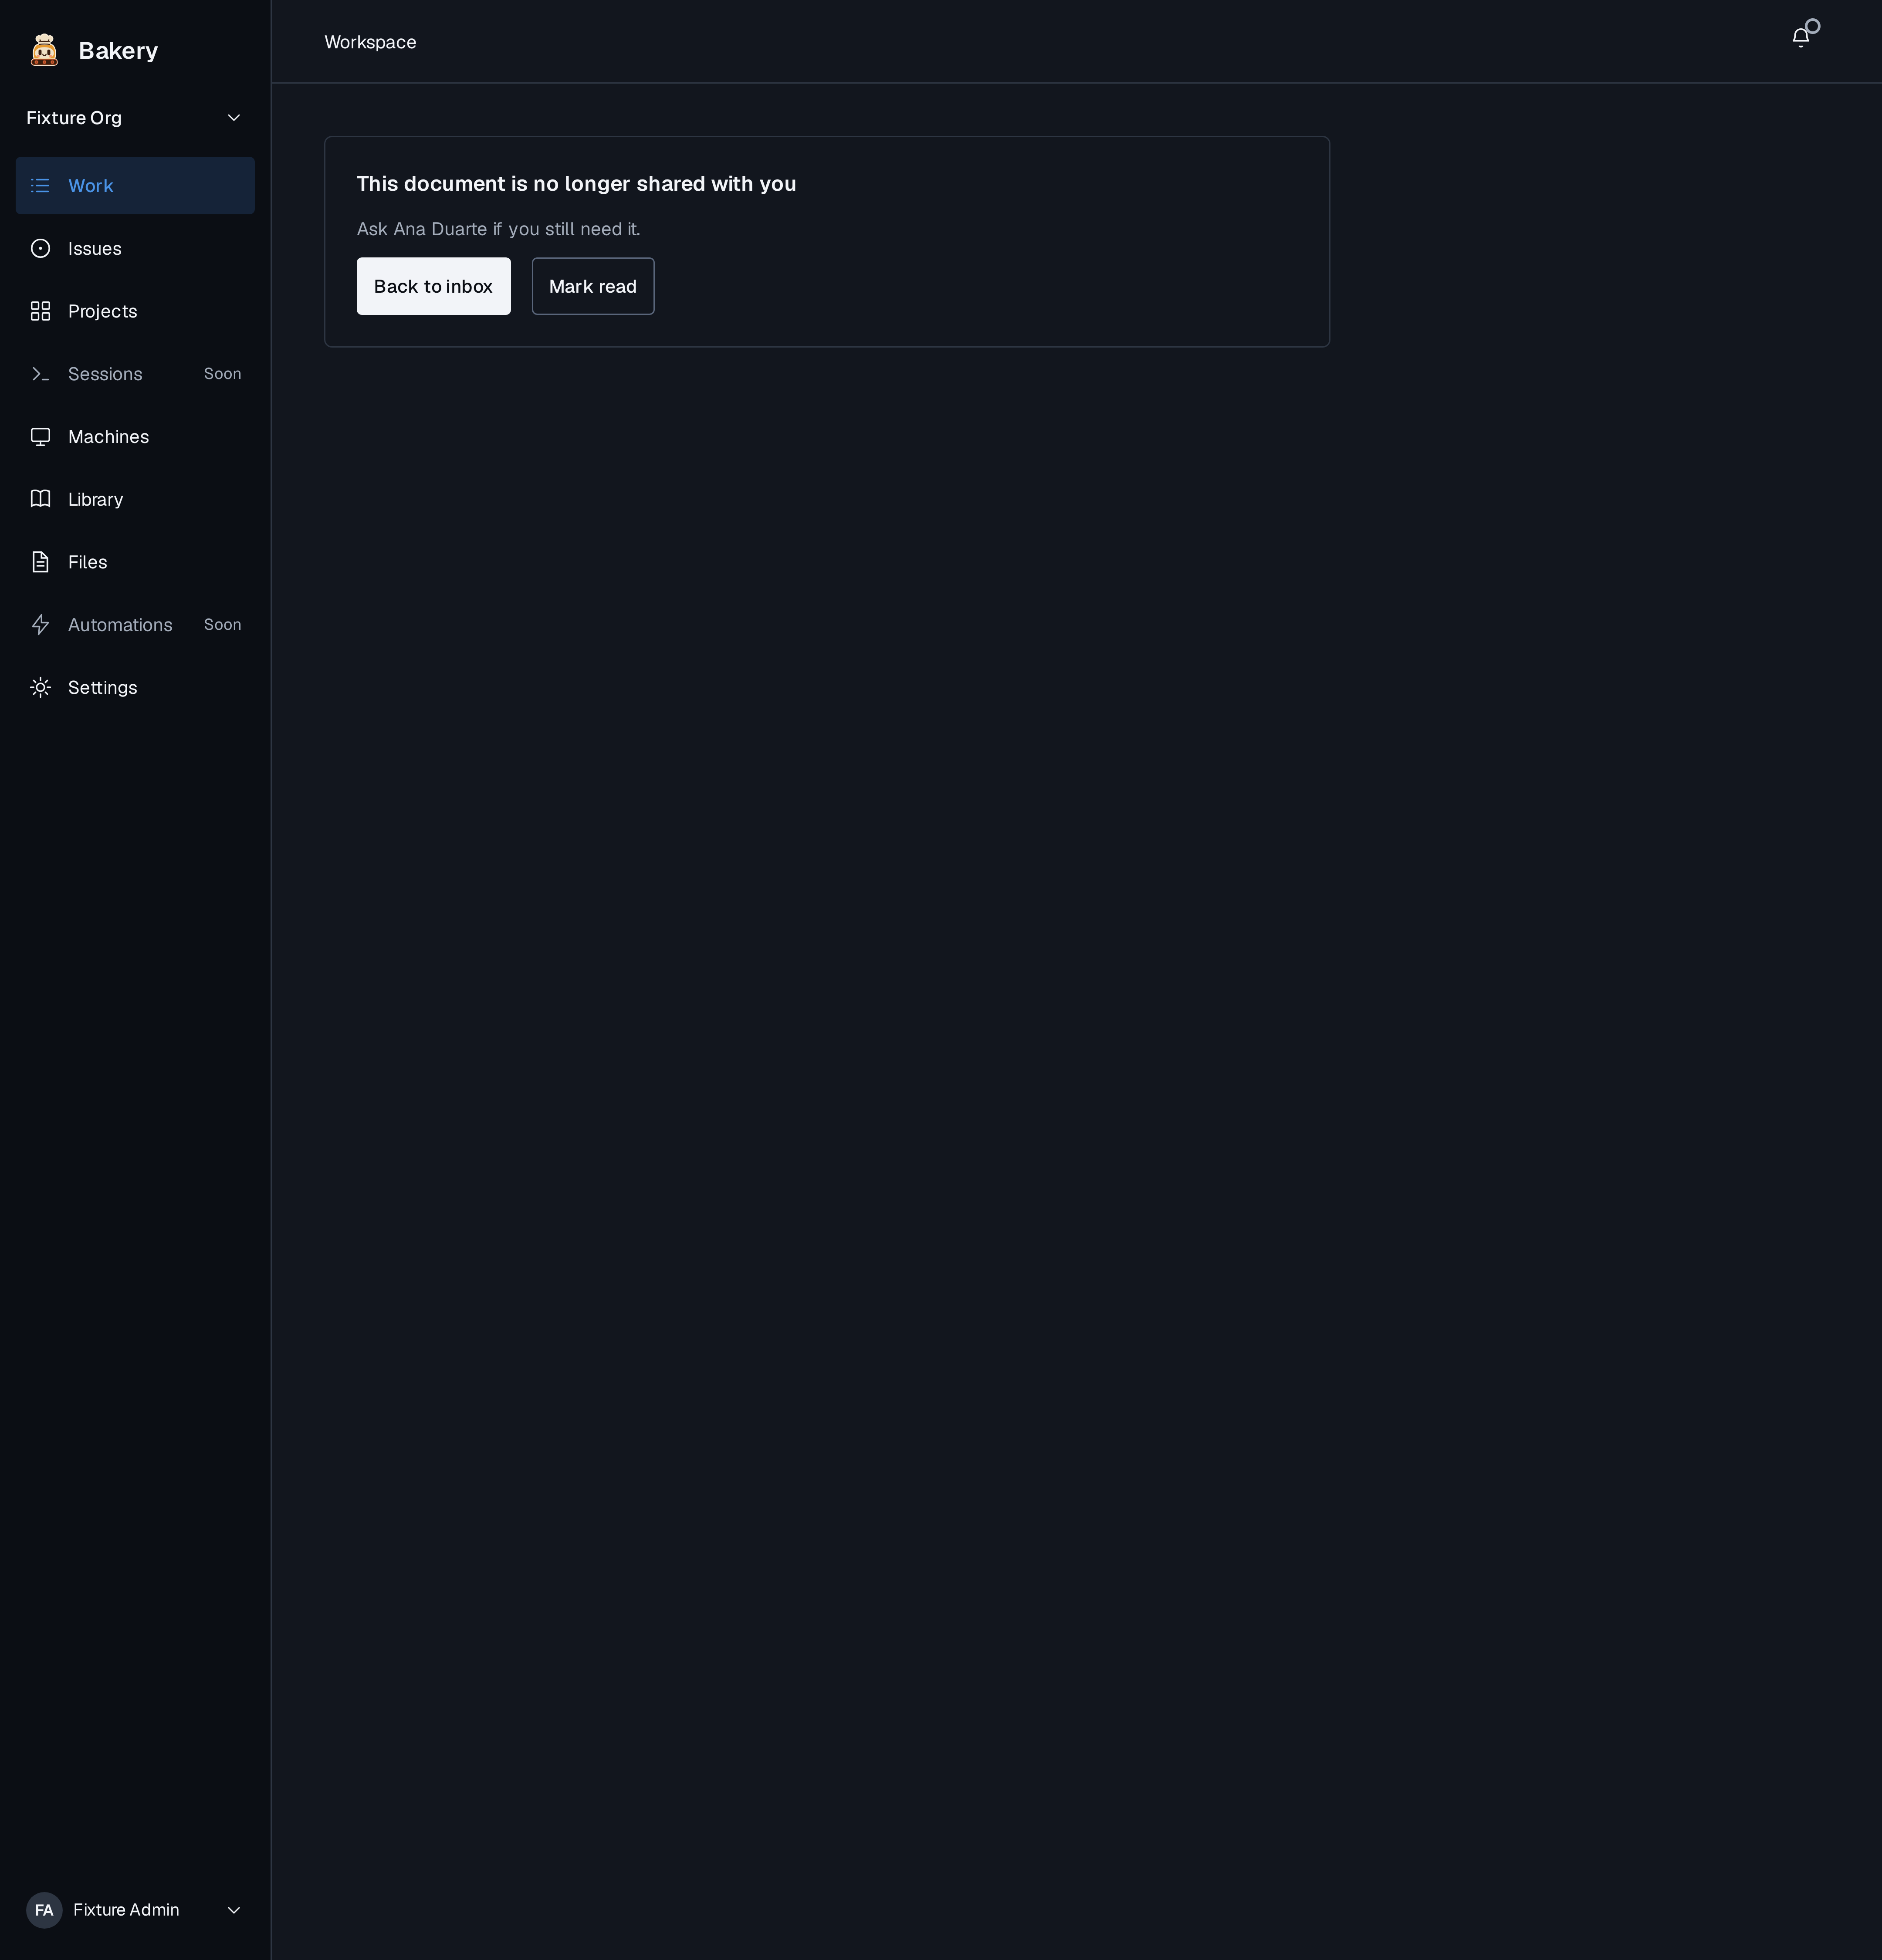 Bakery
Fixture Org
Work
Issues
Projects
Sessions Soon
Machines
Library
Files
Automations Soon
Settings
FA Fixture Admin
Workspace
This document is no longer shared with you
Ask Ana Duarte if you still need it.
Back to inbox Mark read